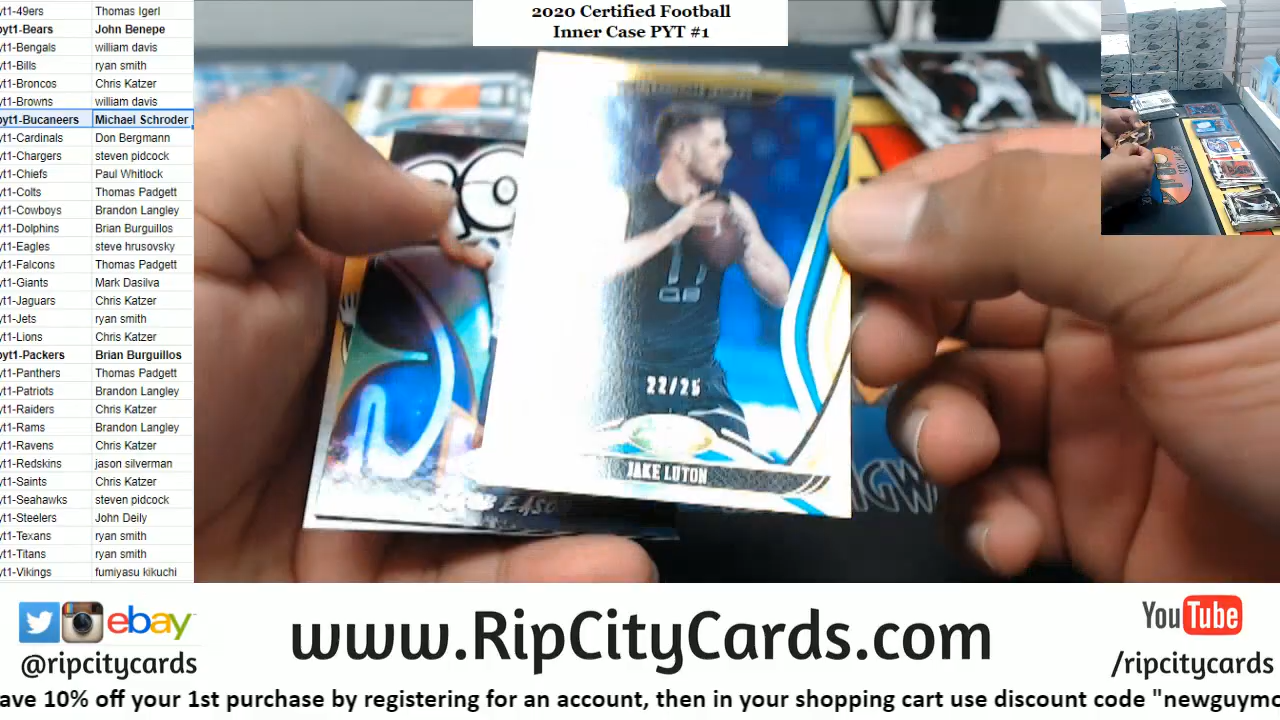 2020 Certified Football
Inner Case PYT #1
yt1-49ers Thomas Igerl
yt1-Bears John Benepe
yt1-Bengals william davis
yt1-Bills ryan smith
yt1-Broncos Chris Katzer
yt1-Browns william davis
pyt1-Bucaneers Michael Schroder
yt1-Cardinals Don Bergmann
yt1-Chargers steven pidcock
yt1-Chiefs Paul Whitlock
yt1-Colts Thomas Padgett
yt1-Cowboys Brandon Langley
yt1-Dolphins Brian Burguillos
yt1-Eagles steve hrusovsky
yt1-Falcons Thomas Padgett
yt1-Giants Mark Dasilva
yt1-Jaguars Chris Katzer
yt1-Jets ryan smith
yt1-Lions Chris Katzer
pyt1-Packers Brian Burguillos
yt1-Panthers Thomas Padgett
yt1-Patriots Brandon Langley
yt1-Raiders Chris Katzer
yt1-Rams Brandon Langley
yt1-Ravens Chris Katzer
yt1-Redskins jason silverman
yt1-Saints Chris Katzer
yt1-Seahawks steven pidcock
yt1-Steelers John Deily
yt1-Texans ryan smith
yt1-Titans ryan smith
yt1-Vikings fumiyasu kikuchi
22/25
JAKE LUTON
ebay
@ripcitycards
www.RipCityCards.com
YouTube
/ripcitycards
ave 10% off your 1st purchase by registering for an account, then in your shopping cart use discount code "newguymo